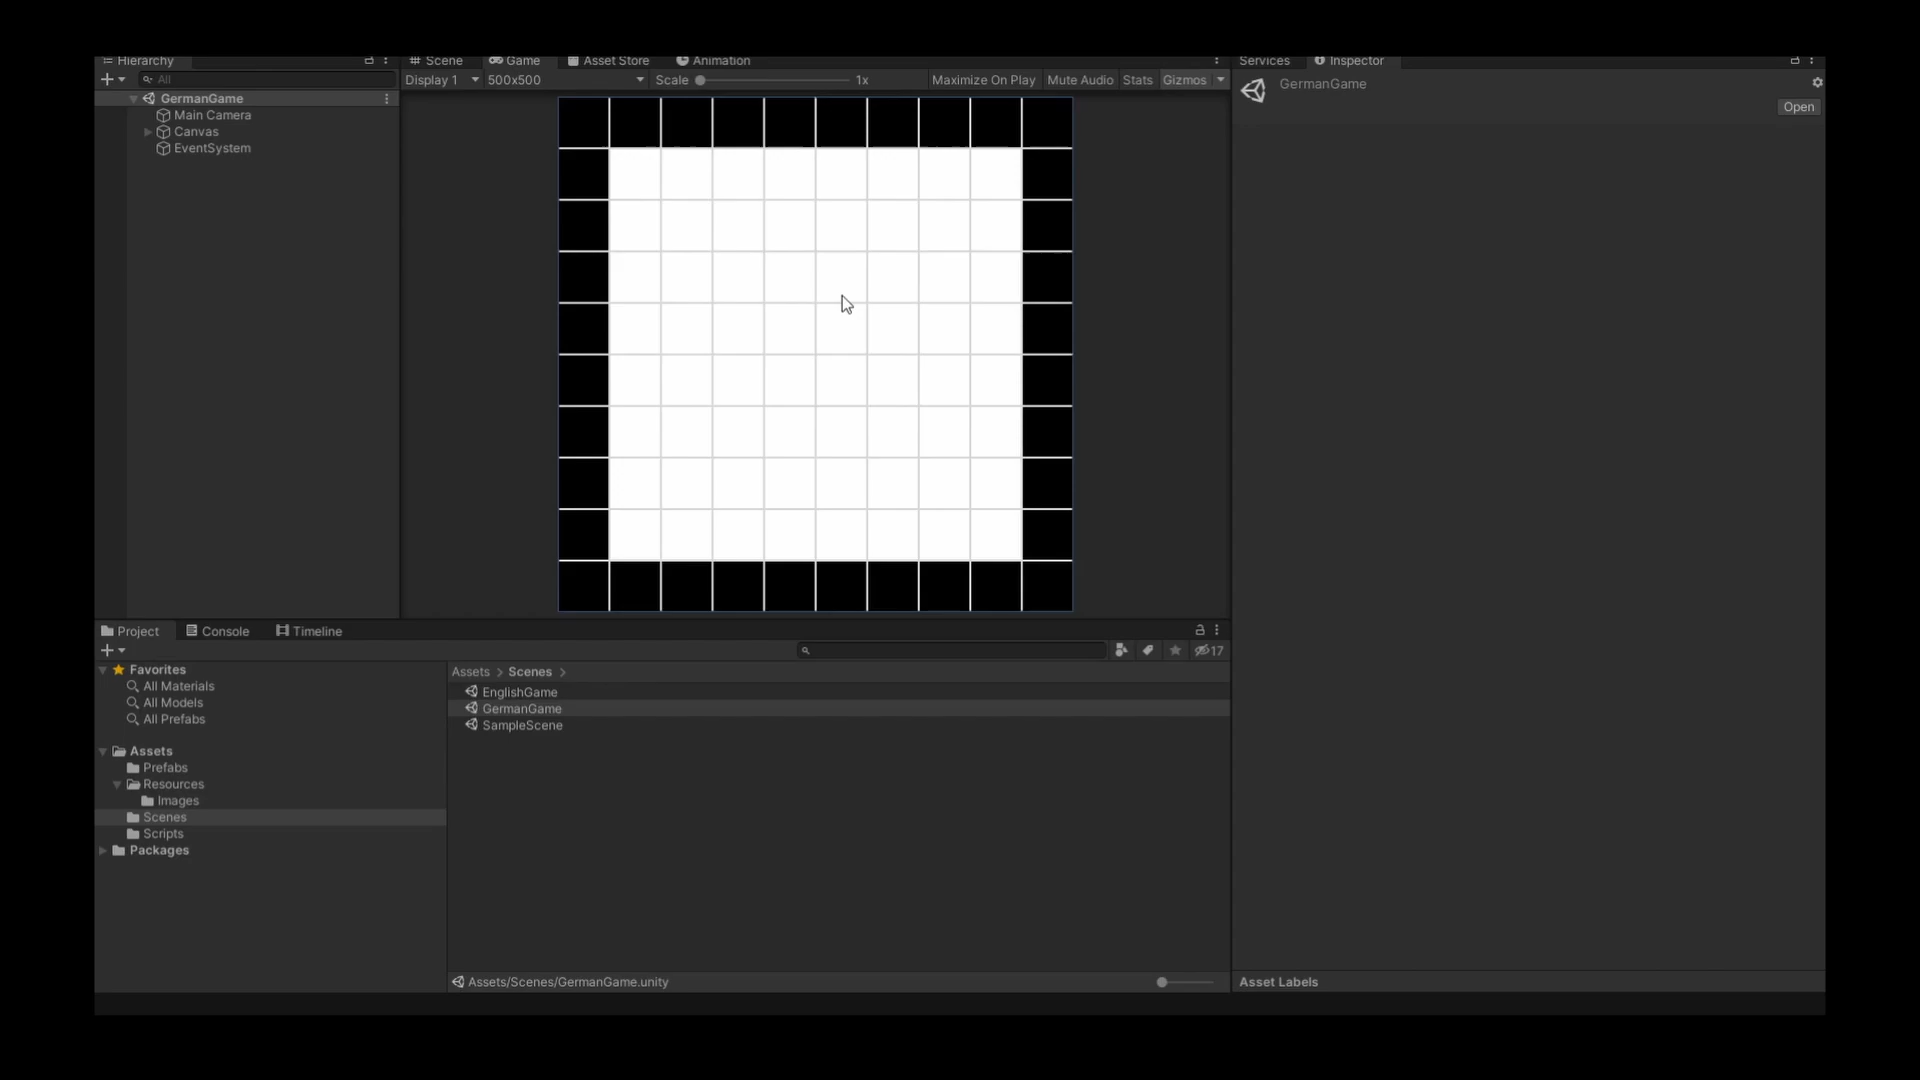 Hierarchy
All
GermanGame
Main Camera
Canvas
EventSystem
Scene Game Asset Store Animation
Display 1 500x500 Scale 1x Maximize On Play Mute Audio Stats Gizmos
Services Inspector
GermanGame
Open
Project Console Timeline
17
Favorites
All Materials
All Models
All Prefabs
Assets
Prefabs
Resources
Images
Scenes
Scripts
Packages
Assets > Scenes >
EnglishGame
GermanGame
SampleScene
Assets/Scenes/GermanGame.unity
Asset Labels